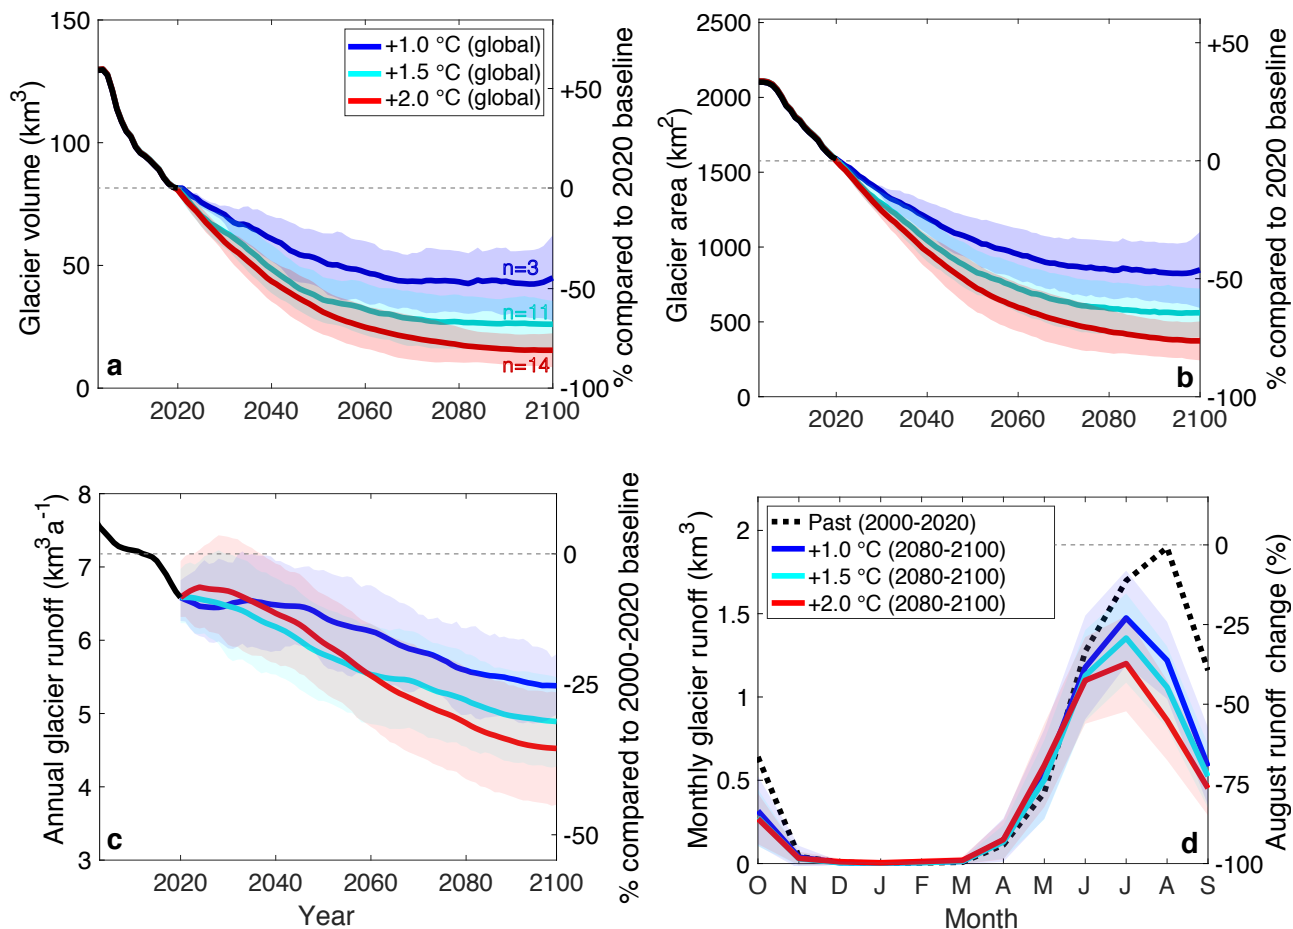 150
100
50
0
Glacier volume (km3)
+1.0 °C (global)
+1.5 °C (global)
+2.0 °C (global)
n=3
n=11
n=14
a
+50
0
-50
-100
% compared to 2020 baseline
2020 2040 2060 2080 2100
2500
2000
1500
1000
500
0
Glacier area (km2)
b
+50
0
-50
-100
% compared to 2020 baseline
2020 2040 2060 2080 2100
8
7
6
5
4
3
Annual glacier runoff (km3 a-1)
c
0
-25
-50
% compared to 2000-2020 baseline
2020 2040 2060 2080 2100
Year
2
1.5
1
0.5
0
Monthly glacier runoff (km3)
Past (2000-2020)
+1.0 °C (2080-2100)
+1.5 °C (2080-2100)
+2.0 °C (2080-2100)
d
0
-25
-50
-75
-100
August runoff change (%)
O N D J F M A M J J A S
Month